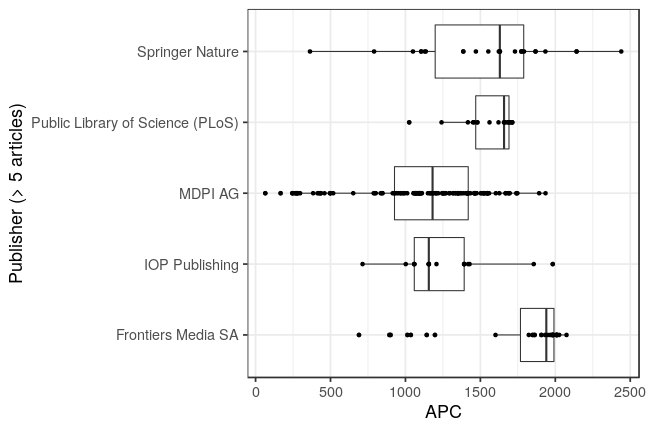 Publisher (> 5 articles)
Springer Nature
Public Library of Science (PLoS)
MDPI AG
IOP Publishing
Frontiers Media SA
0 500 1000 1500 2000 2500
APC